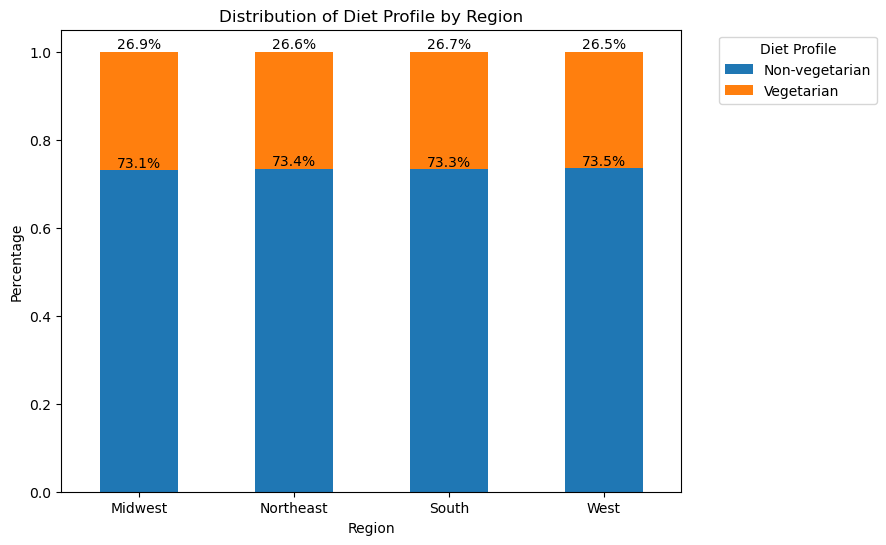 Distribution of Diet Profile by Region
Percentage
1.0
0.8
0.6
0.4
0.2
0.0
26.9%
26.6%
26.7%
26.5%
73.1%
73.4%
73.3%
73.5%
Midwest
Northeast
South
West
Region
Diet Profile
Non-vegetarian
Vegetarian